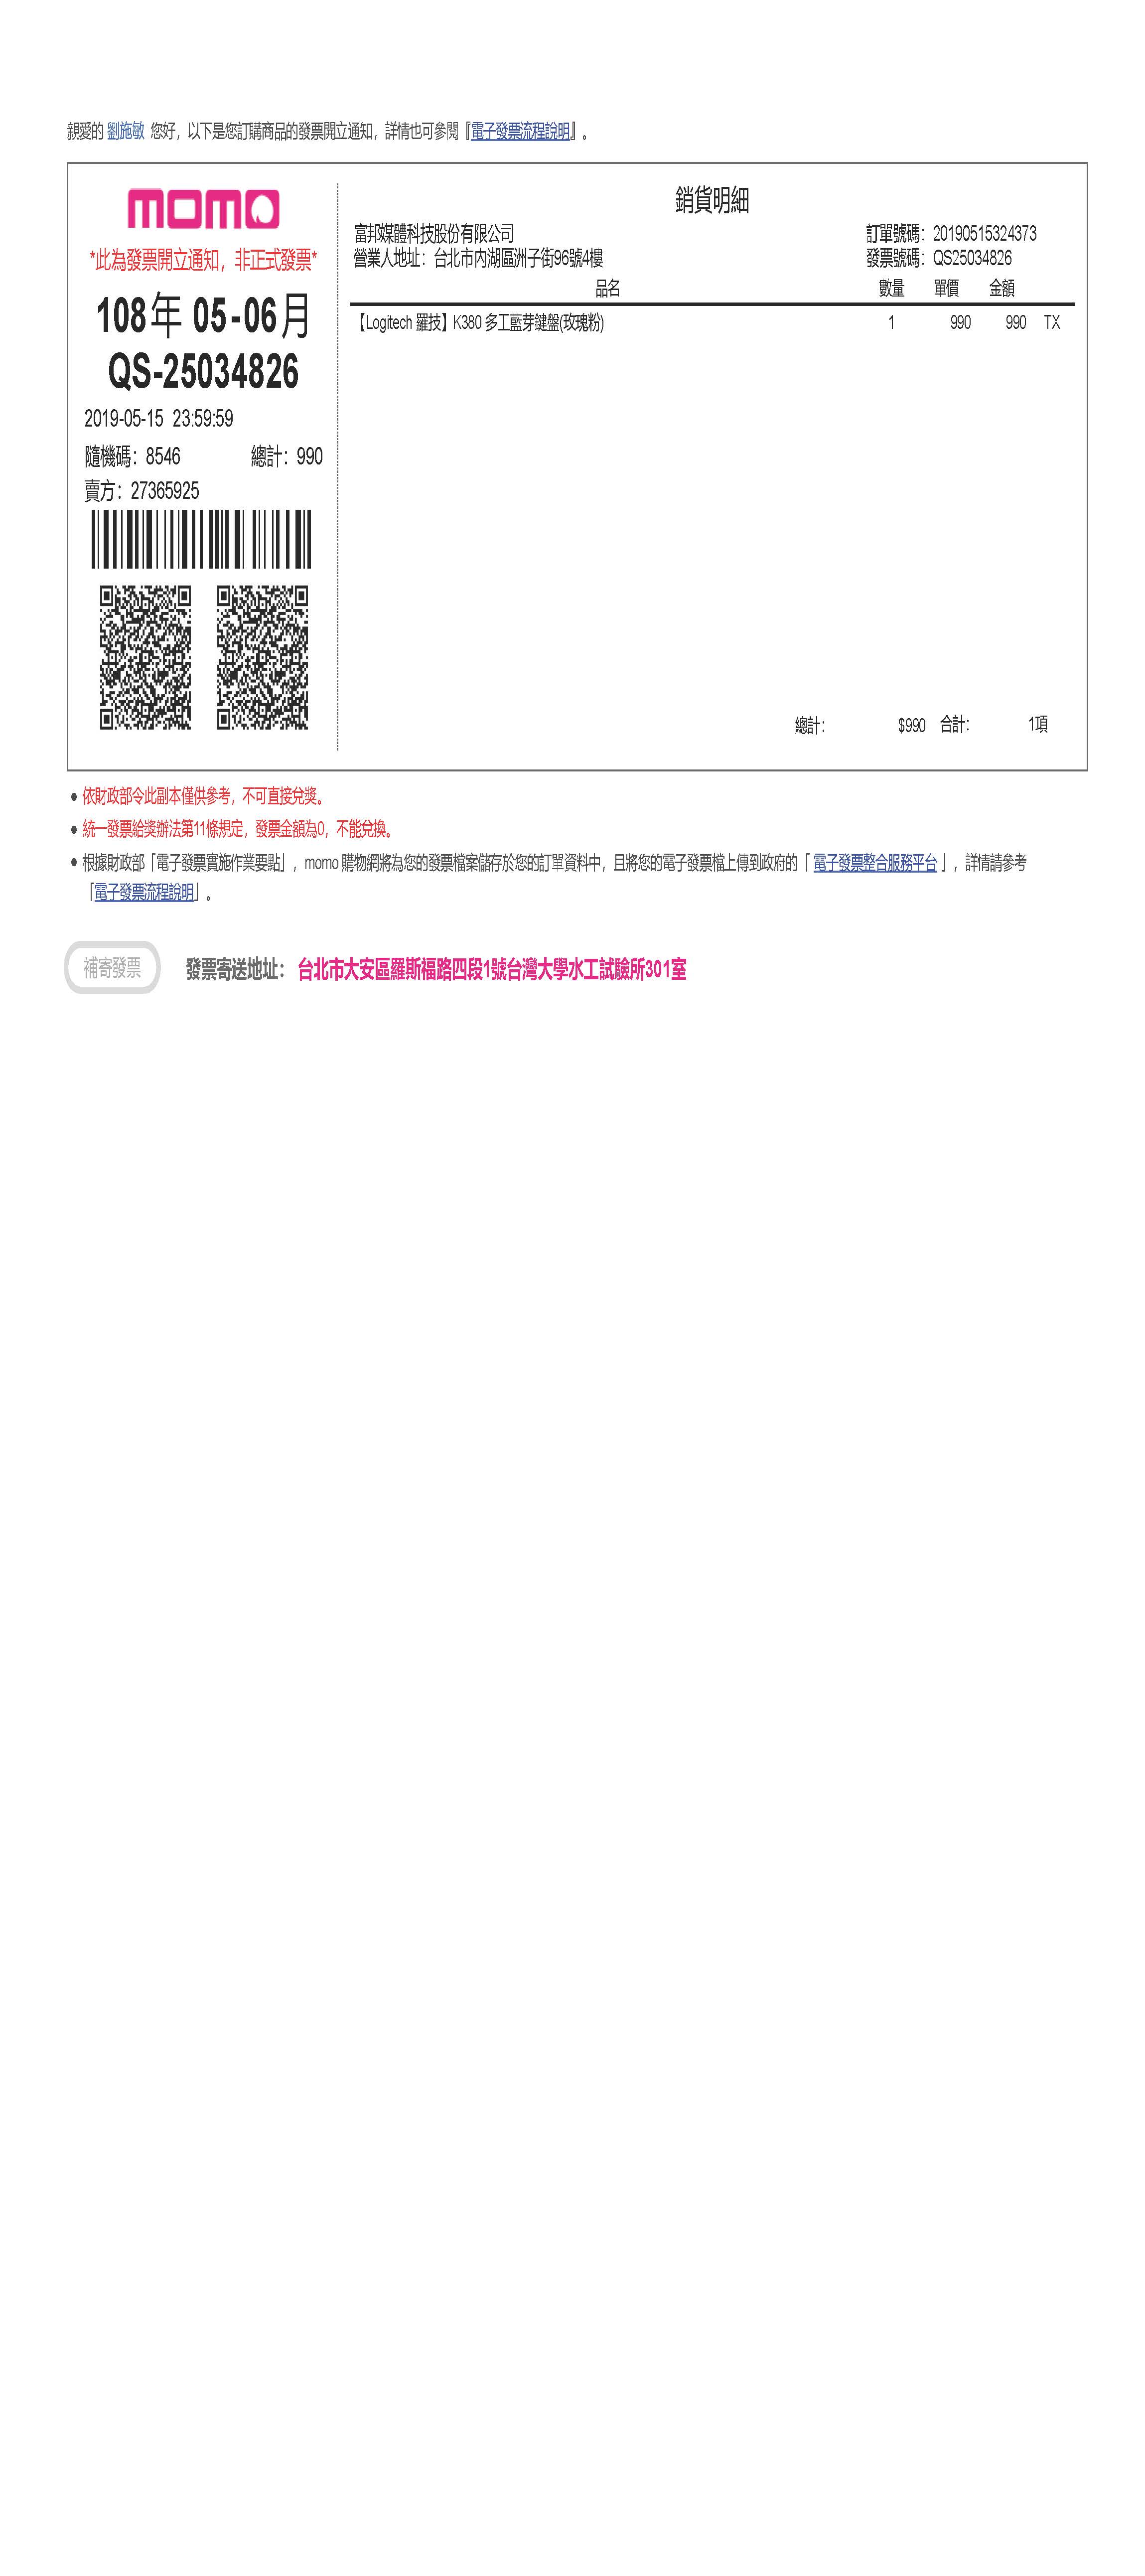 親愛的 劉施敏 您好，以下是您訂購商品的發票開立通知，詳情也可參閱『電子發票流程說明』。
momo
*此為發票開立通知，非正式發票*
108年 05-06月
QS-25034826
2019-05-15 23:59:59
隨機碼：8546 總計：990
賣方：27365925
銷貨明細
富邦媒體科技股份有限公司 訂單號碼：20190515324373
營業人地址：台北市內湖區洲子街96號4樓 發票號碼：QS25034826
品名 數量 單價 金額
【Logitech 羅技】K380 多工藍芽鍵盤(玫瑰粉) 1 990 990 TX
總計： $990 合計： 1項
● 依財政部令此副本僅供參考，不可直接兌獎。
● 統一發票給獎辦法第11條規定，發票金額為0，不能兌換。
● 根據財政部「電子發票實施作業要點」，momo 購物網將為您的發票檔案儲存於您的訂單資料中，且將您的電子發票檔上傳到政府的「 電子發票整合服務平台 」，詳情請參考
「電子發票流程說明」。
補寄發票 發票寄送地址： 台北市大安區羅斯福路四段1號台灣大學水工試驗所301室